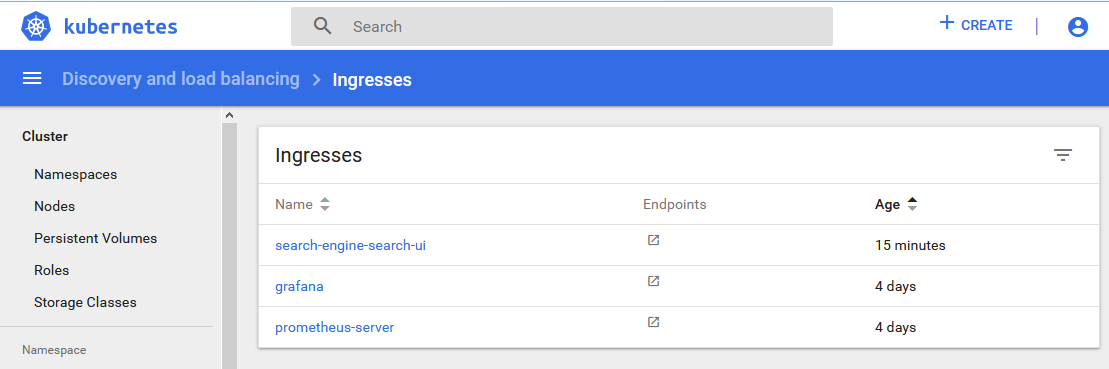 kubernetes
Search
+ CREATE |
Discovery and load balancing > Ingresses
Cluster
Namespaces
Nodes
Persistent Volumes
Roles
Storage Classes
Namespace
Ingresses
Name Endpoints Age
search-engine-search-ui 15 minutes
grafana 4 days
prometheus-server 4 days